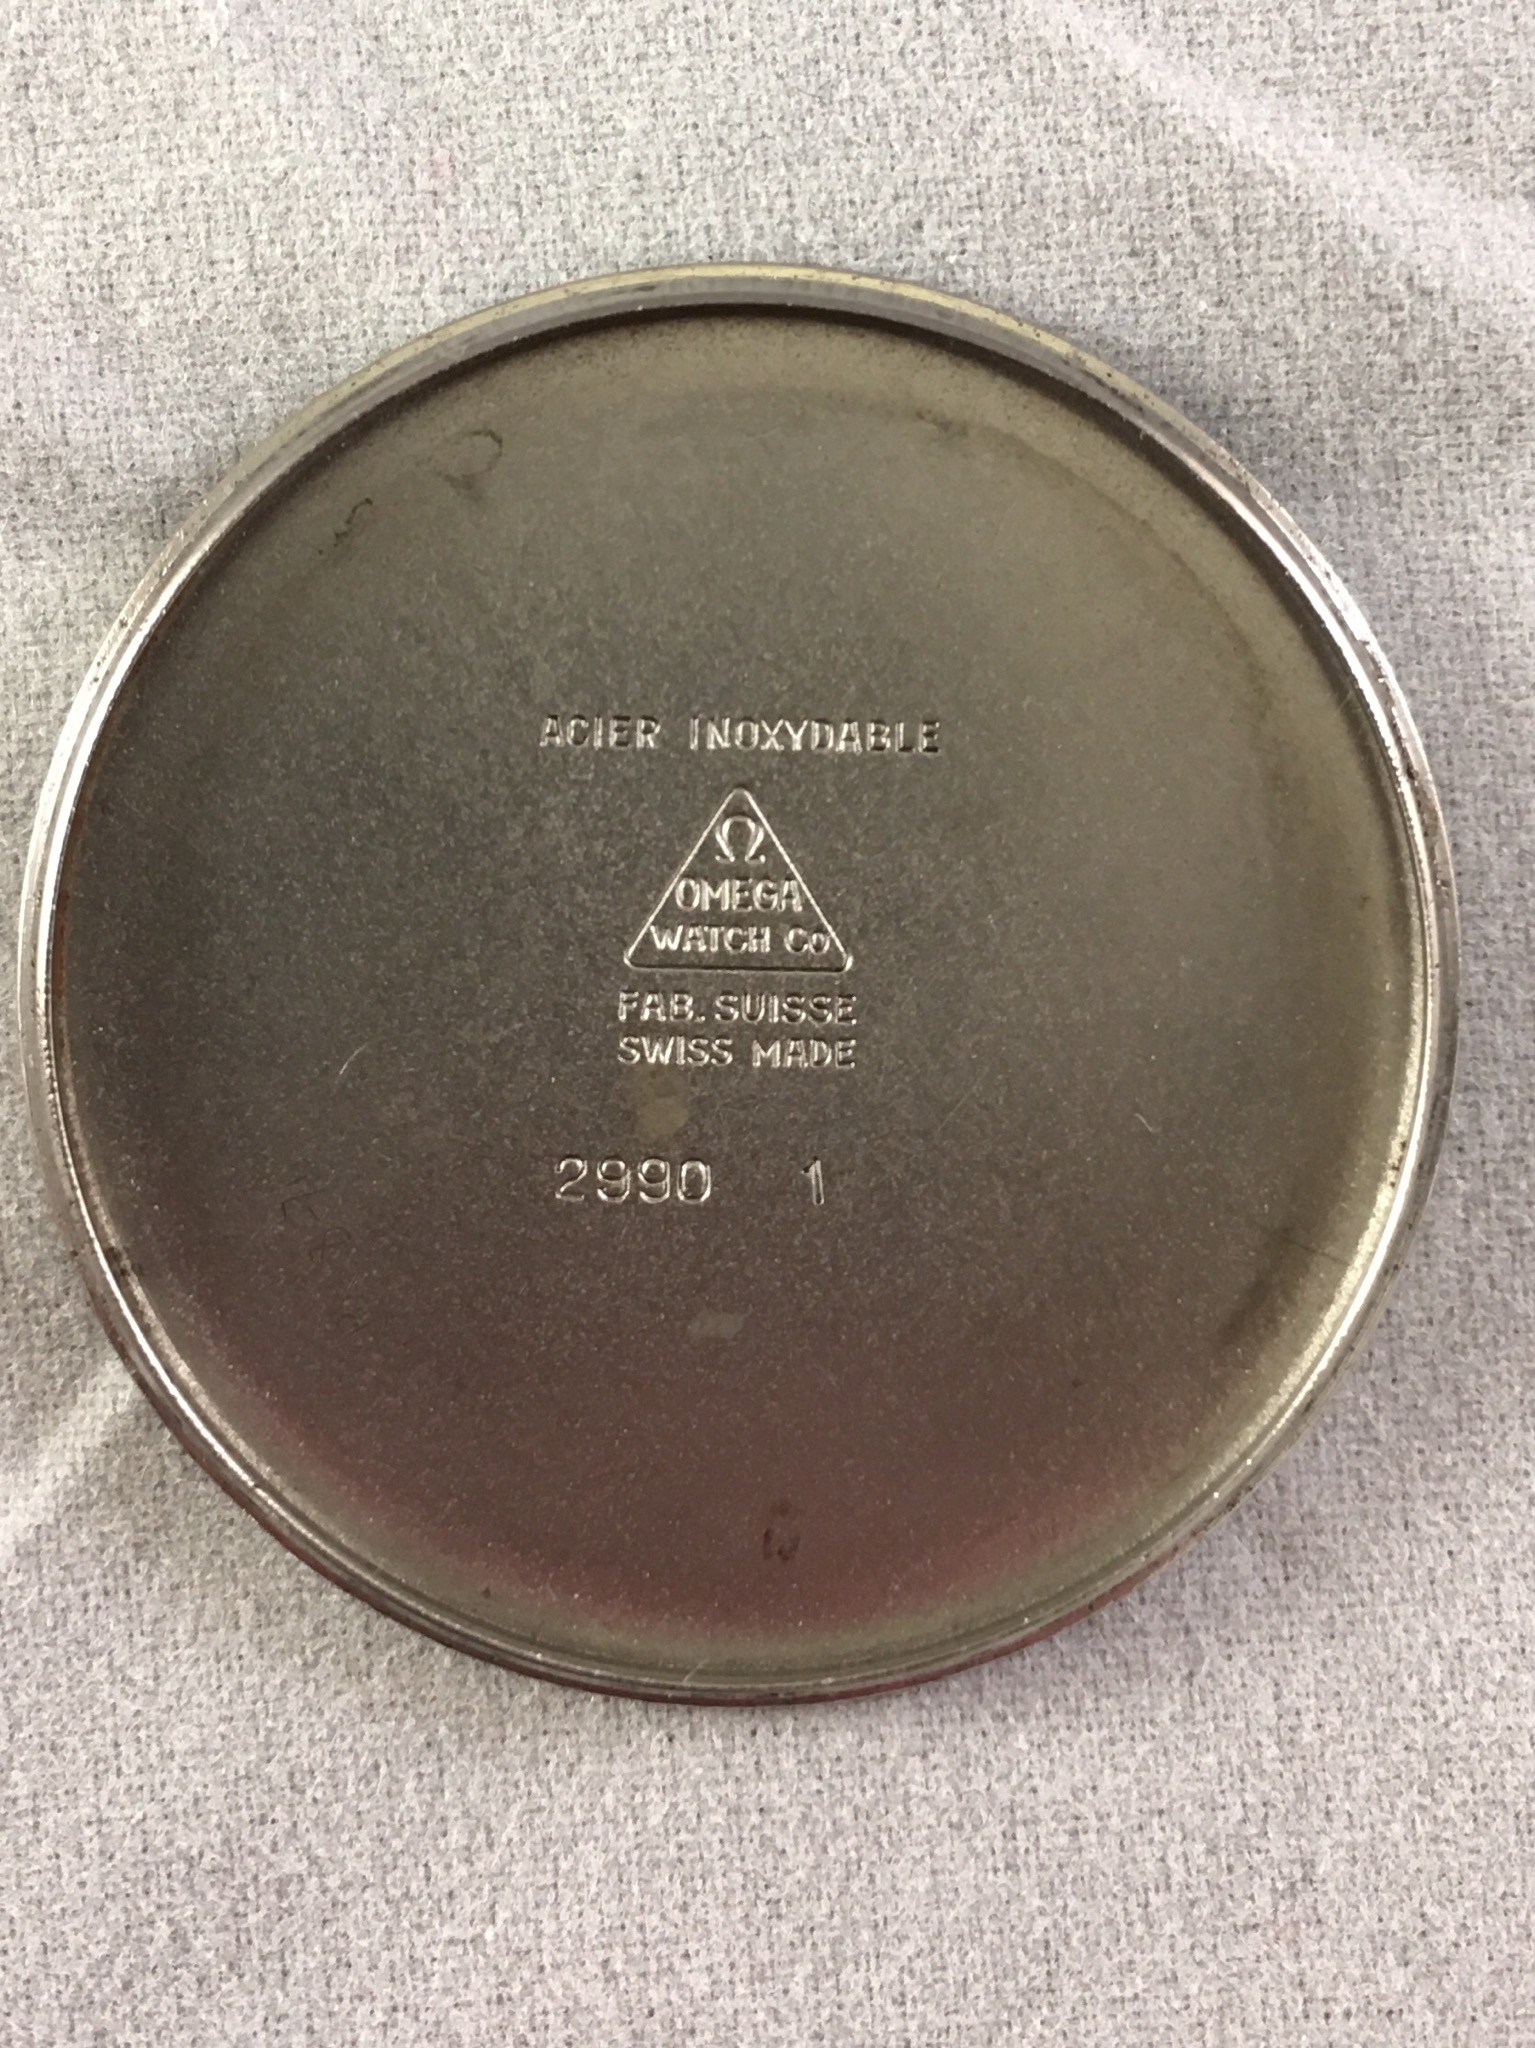 ACIER INOXYDABLE
Ω
OMEGA
WATCH Co
FAB. SUISSE
SWISS MADE
2990 1